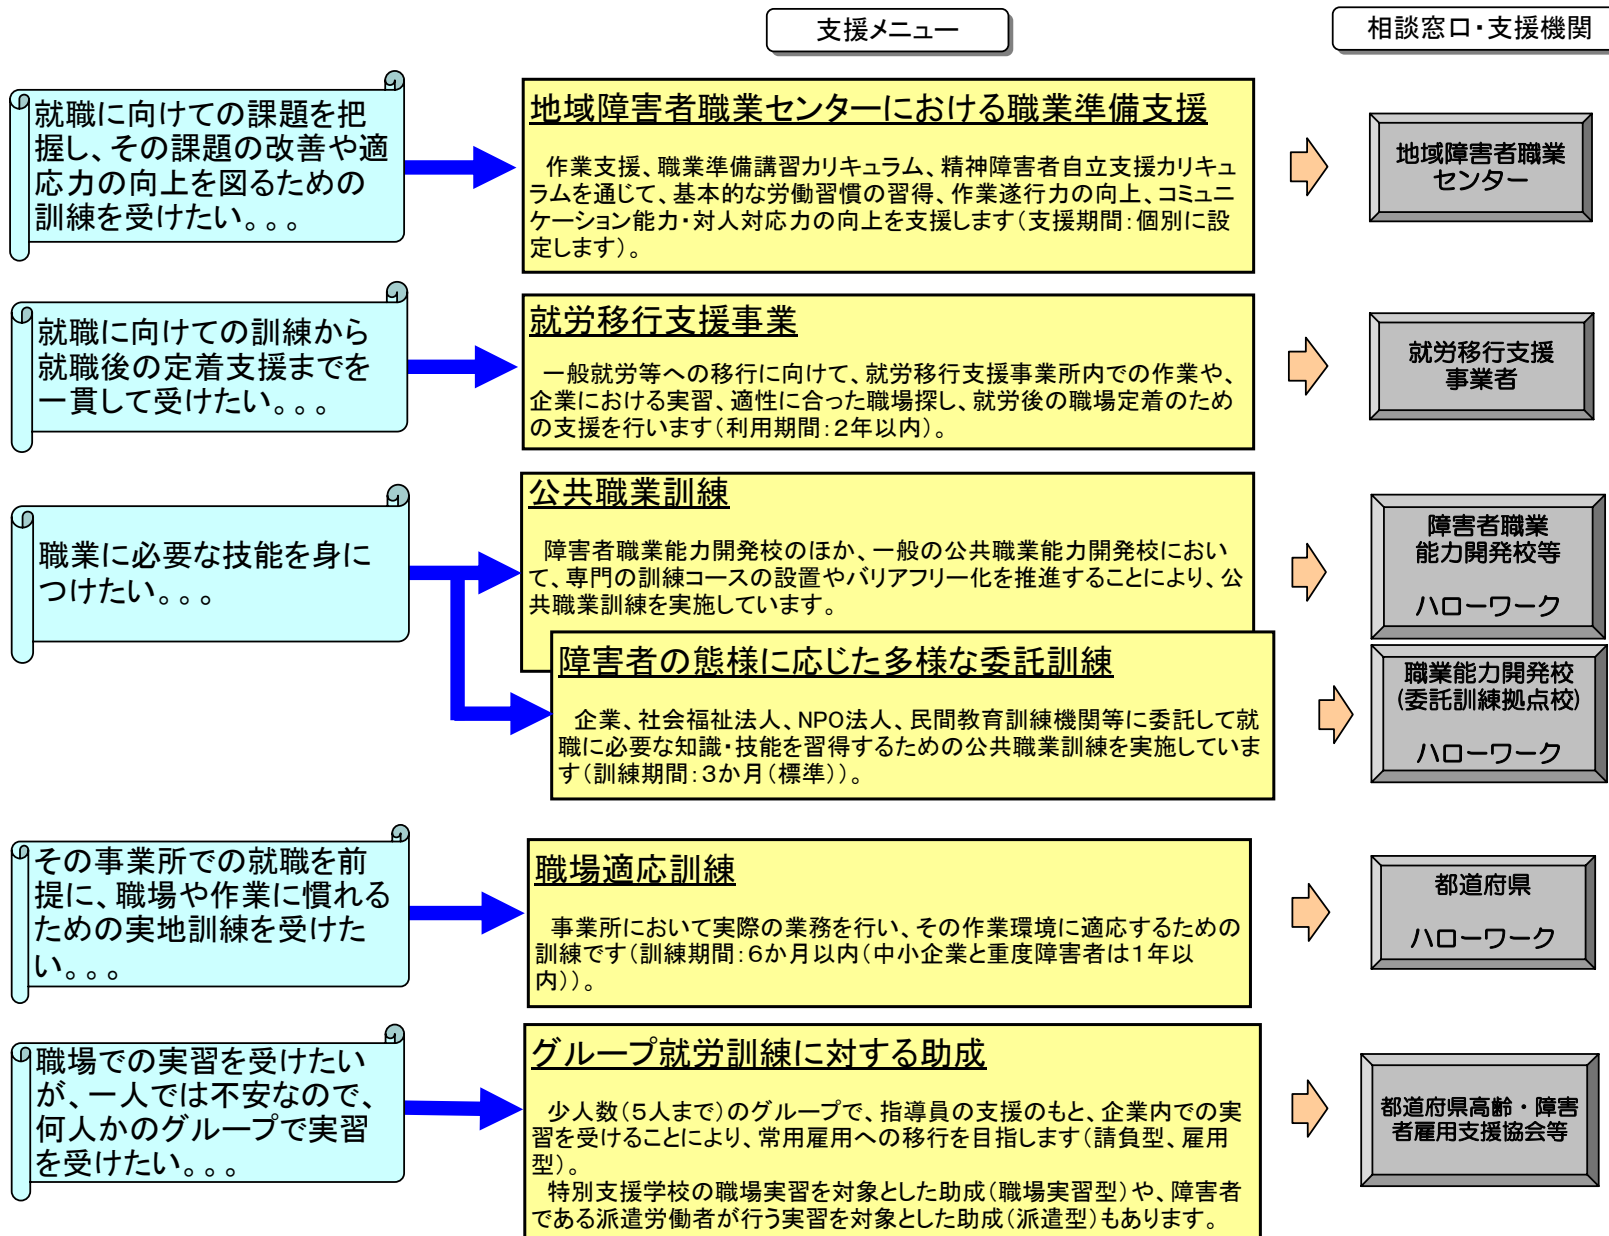 支援メニュー
相談窓口・支援機関
就職に向けての課題を把
握し、その課題の改善や適
応力の向上を図るための
訓練を受けたい。。。
地域障害者職業センターにおける職業準備支援
作業支援、職業準備講習カリキュラム、精神障害者自立支援カリキュ
ラムを通じて、基本的な労働習慣の習得、作業遂行力の向上、コミュニ
ケーション能力・対人対応力の向上を支援します（支援期間：個別に設
定します）。
地域障害者職業
センター
就職に向けての訓練から
就職後の定着支援までを
一貫して受けたい。。。
就労移行支援事業
一般就労等への移行に向けて、就労移行支援事業所内での作業や、
企業における実習、適性に合った職場探し、就労後の職場定着のため
の支援を行います（利用期間：２年以内）。
就労移行支援
事業者
職業に必要な技能を身に
つけたい。。。
公共職業訓練
障害者職業能力開発校のほか、一般の公共職業能力開発校におい
て、専門の訓練コースの設置やバリアフリー化を推進することにより、公
共職業訓練を実施しています。
障害者職業
能力開発校等
ハローワーク
障害者の態様に応じた多様な委託訓練
企業、社会福祉法人、NPO法人、民間教育訓練機関等に委託して就
職に必要な知識・技能を習得するための公共職業訓練を実施していま
す（訓練期間：３か月（標準））。
職業能力開発校
(委託訓練拠点校)
ハローワーク
その事業所での就職を前
提に、職場や作業に慣れる
ための実地訓練を受けた
い。。。
職場適応訓練
事業所において実際の業務を行い、その作業環境に適応するための
訓練です（訓練期間：６か月以内（中小企業と重度障害者は１年以
内））。
都道府県
ハローワーク
職場での実習を受けたい
が、一人では不安なので、
何人かのグループで実習
を受けたい。。。
グループ就労訓練に対する助成
少人数（５人まで）のグループで、指導員の支援のもと、企業内での実
習を受けることにより、常用雇用への移行を目指します（請負型、雇用
型）。
特別支援学校の職場実習を対象とした助成（職場実習型）や、障害者
である派遣労働者が行う実習を対象とした助成（派遣型）もあります。
都道府県高齢・障害
者雇用支援協会等